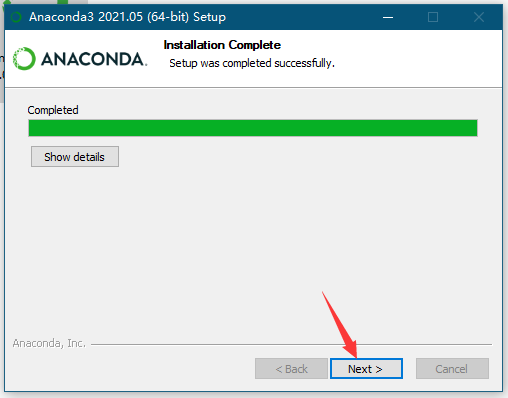 Anaconda3 2021.05 (64-bit) Setup
ANACONDA.
Installation Complete
Setup was completed successfully.
Completed
Show details
Anaconda, Inc.
< Back
Next >
Cancel